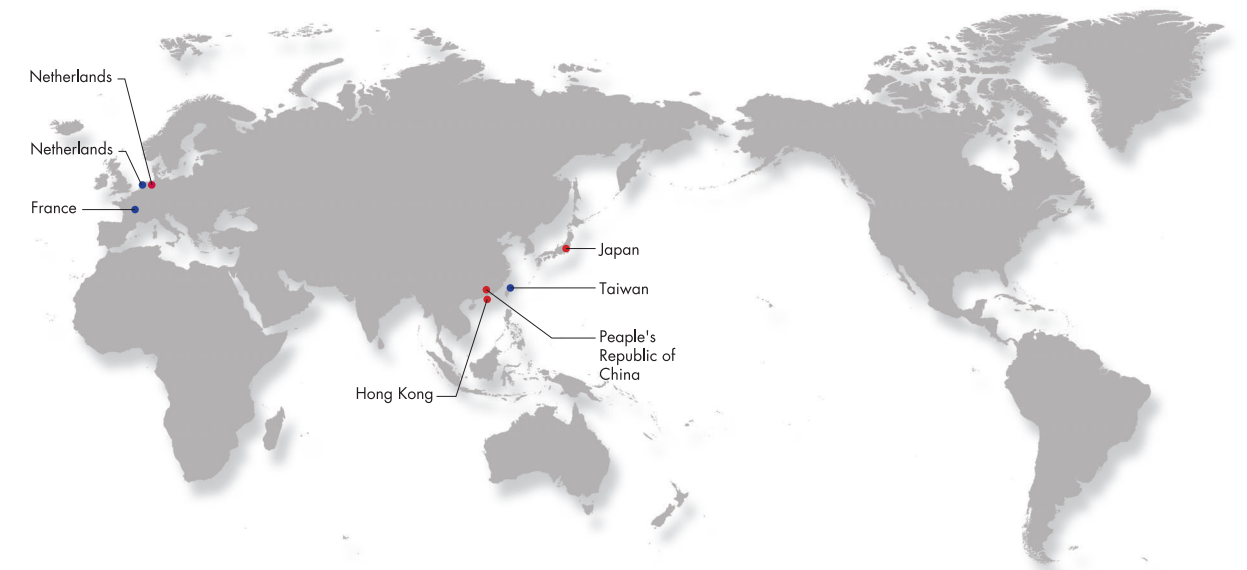 Netherlands
Netherlands
France
Japan
Taiwan
Peaple's
Republic of
China
Hong Kong